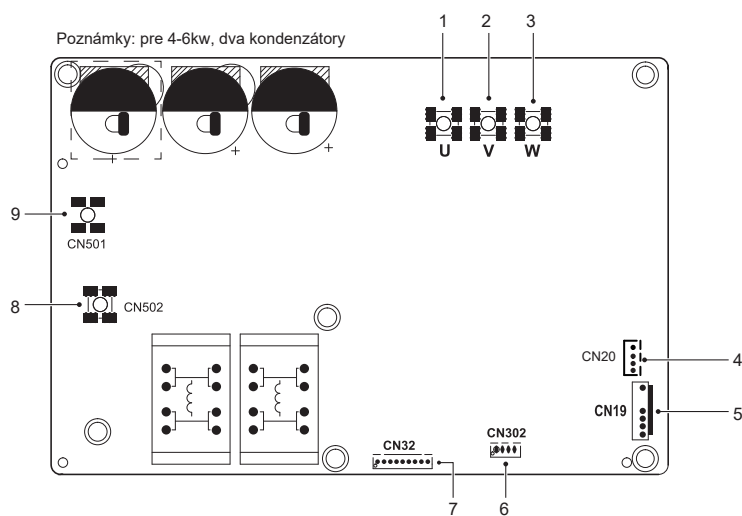 Poznámky: pre 4-6kw, dva kondenzátory
1 2 3
+ + +
U V W
9
CN501
8 CN502
CN20 4
CN19 5
CN302
CN32
7 6